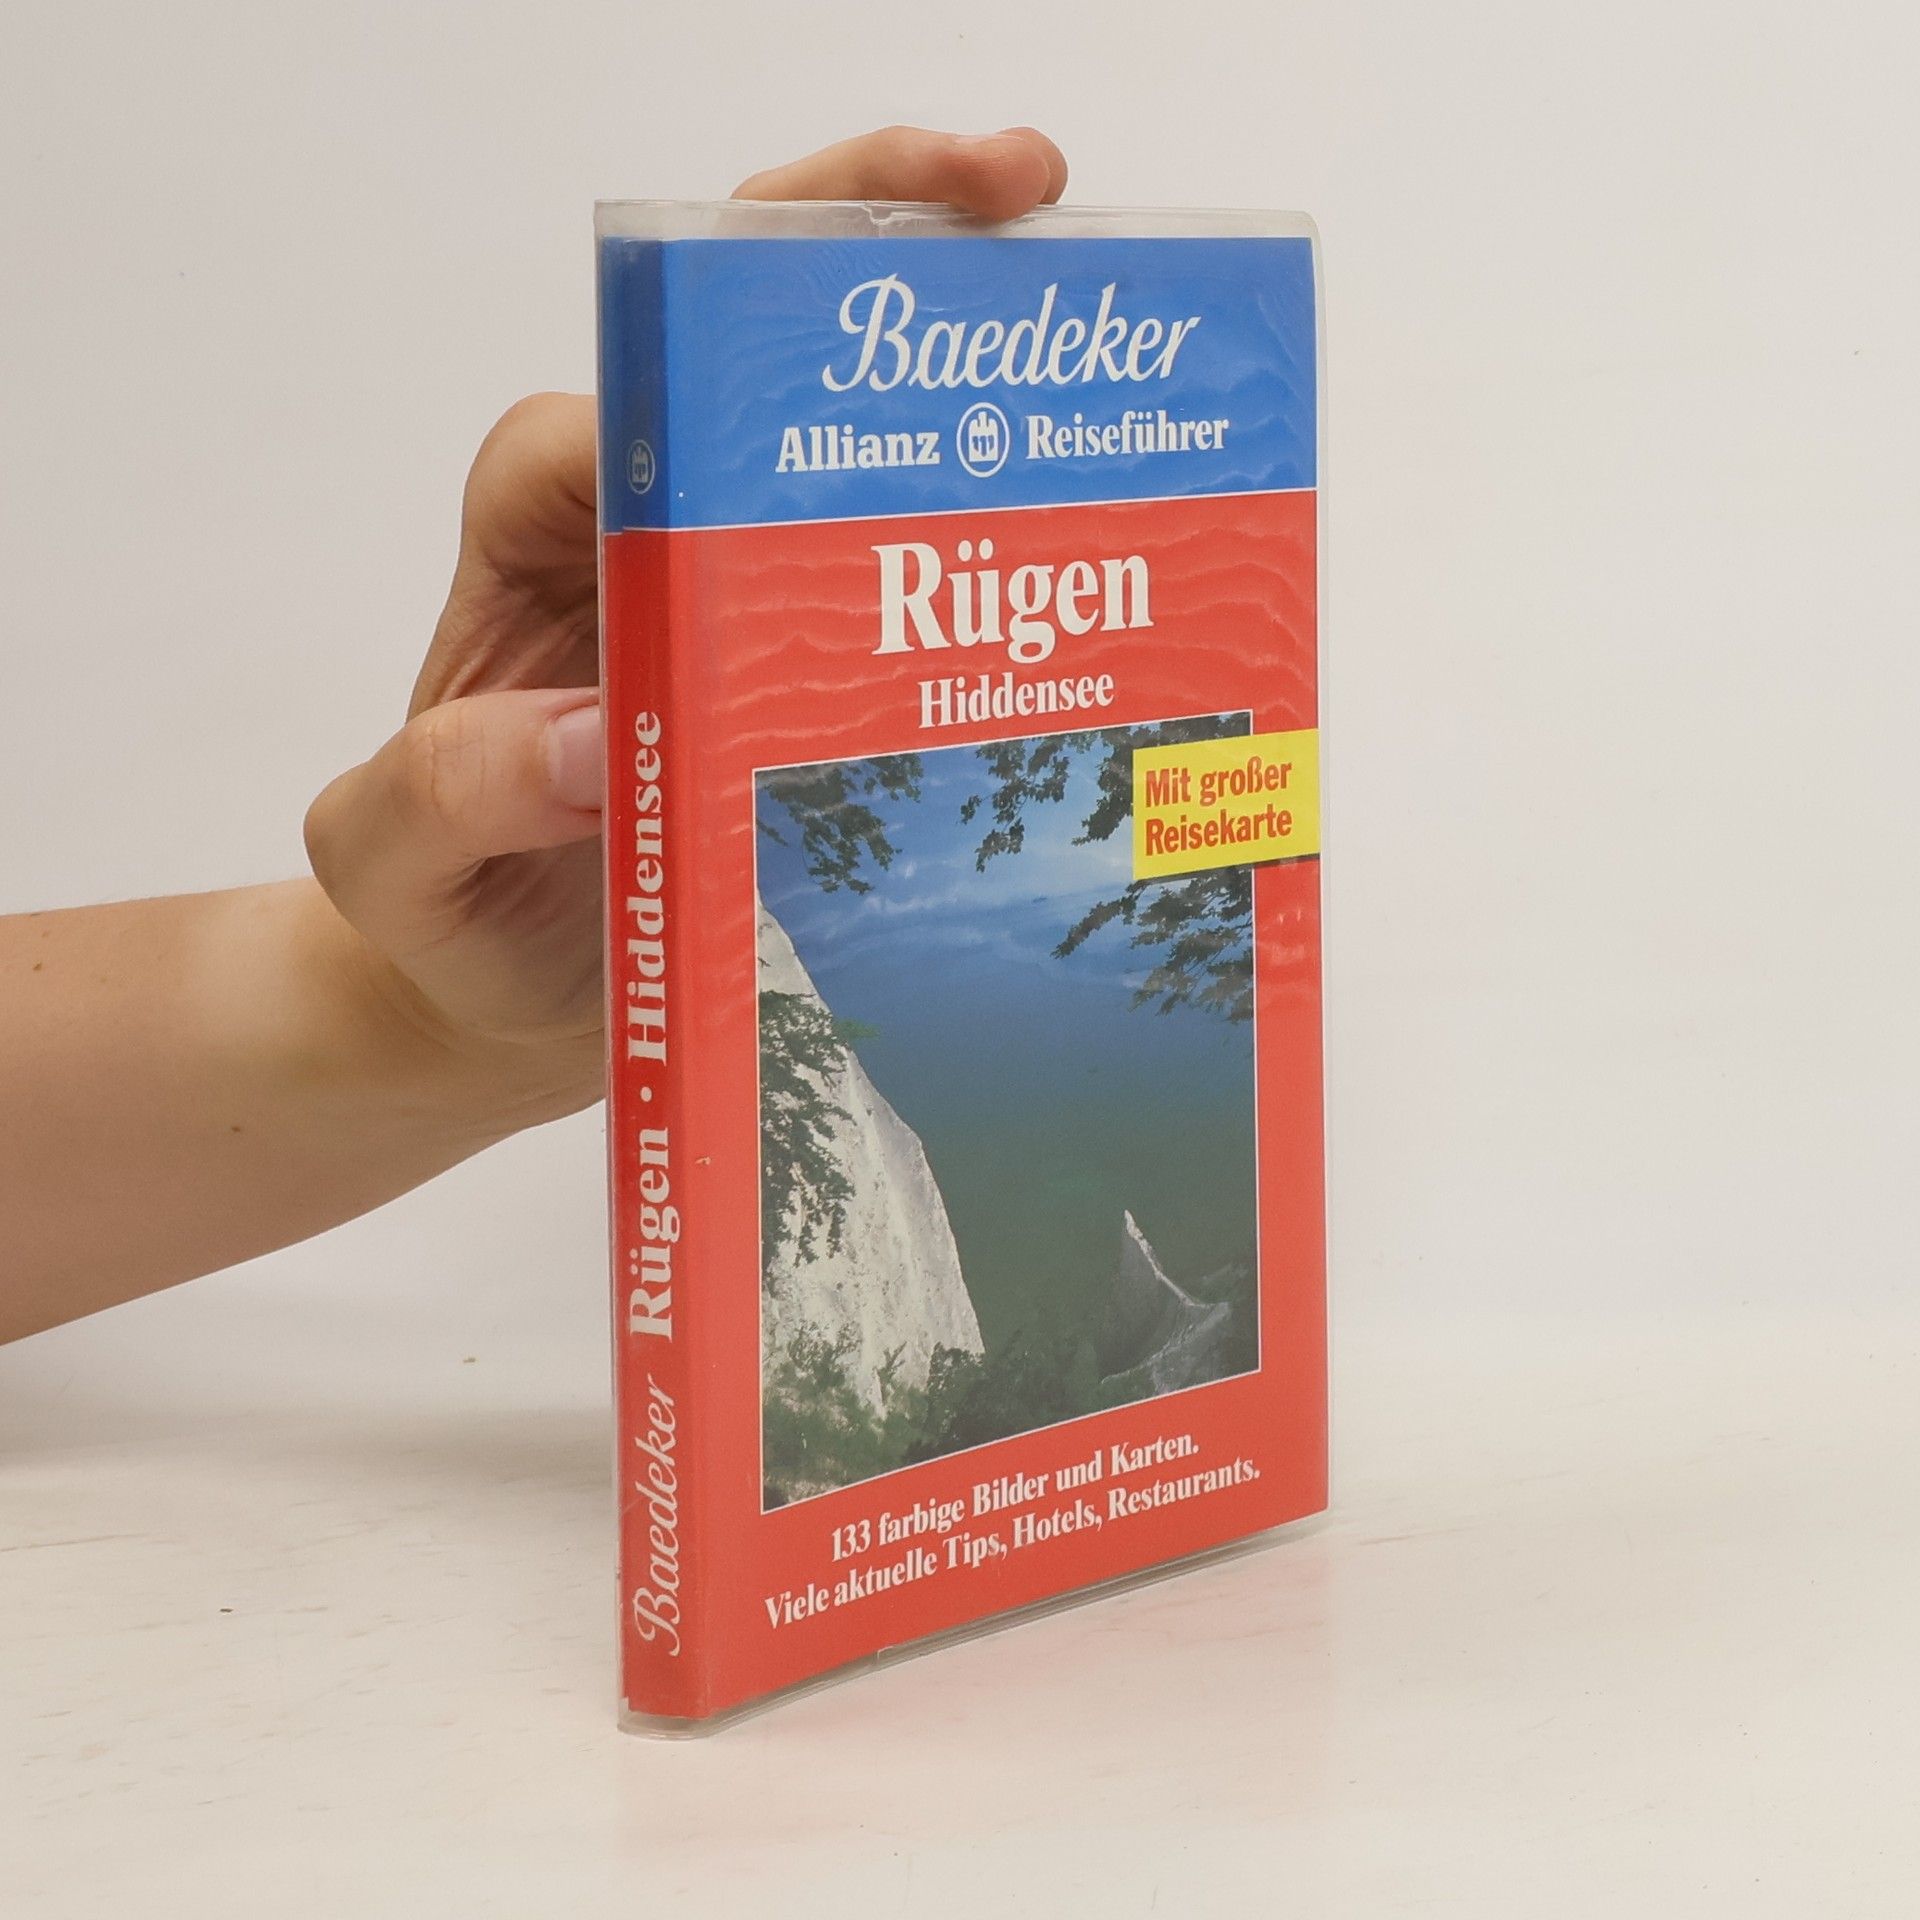 Baedeker
Allianz Reiseführer
Rügen
Hiddensee
Mit großer
Reisekarte
133 farbige Bilder und Karten.
Viele aktuelle Tips, Hotels, Restaurants.
Baedeker Rügen · Hiddensee